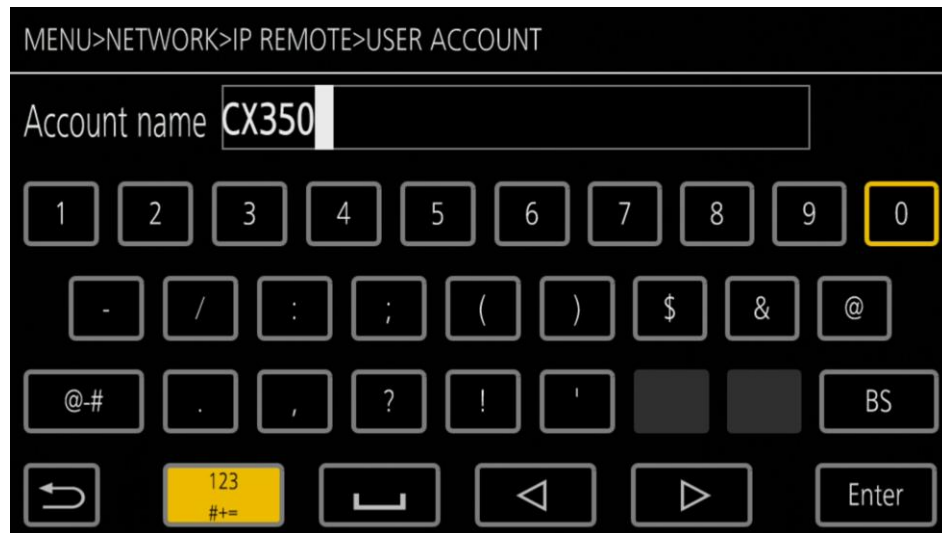 MENU>NETWORK>IP REMOTE>USER ACCOUNT
Account name CX350
1 2 3 4 5 6 7 8 9 0
- / : ; ( ) $ & @
@-# . , ? ! ' BS
123
#+=
Enter